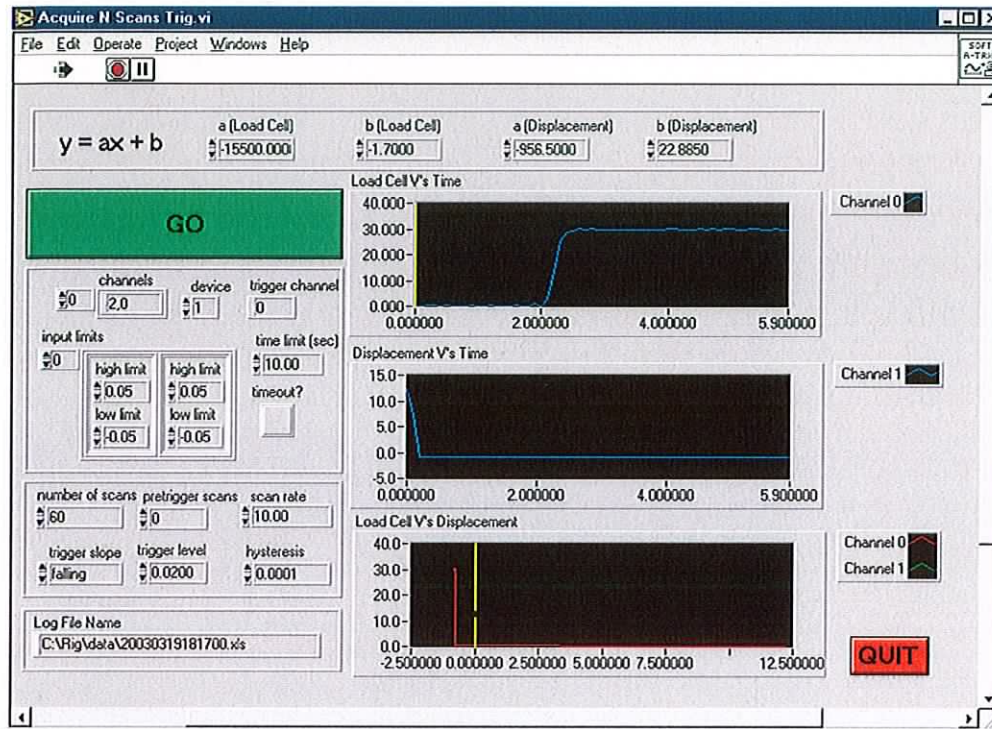 Acquire N Scans Trig.vi
File Edit Operate Project Windows Help
SOFT
A-TRIG
y = ax + b
a (Load Cell) b (Load Cell) a (Displacement) b (Displacement)
-15500.000 -1.7000 -956.5000 22.8850
GO
channels device trigger channel
0 2,0 1 0
input limits time limit (sec)
0 10.00
high limit high limit timeout?
0.05 0.05
low limit low limit
-0.05 -0.05
number of scans pretrigger scans scan rate
60 0 10.00
trigger slope trigger level hysteresis
falling 0.0200 0.0001
Log File Name
C:\Rig\data\20030319181700.xls
Load Cell V's Time
40.000
30.000
20.000
10.000
0.000
0.000000 2.000000 4.000000 5.900000
Channel 0
Displacement V's Time
15.0
10.0
5.0
0.0
-5.0
0.000000 2.000000 4.000000 5.900000
Channel 1
Load Cell V's Displacement
40.0
30.0
20.0
10.0
0.0
-2.500000 0.000000 2.500000 5.000000 7.500000 12.500000
Channel 0
Channel 1
QUIT